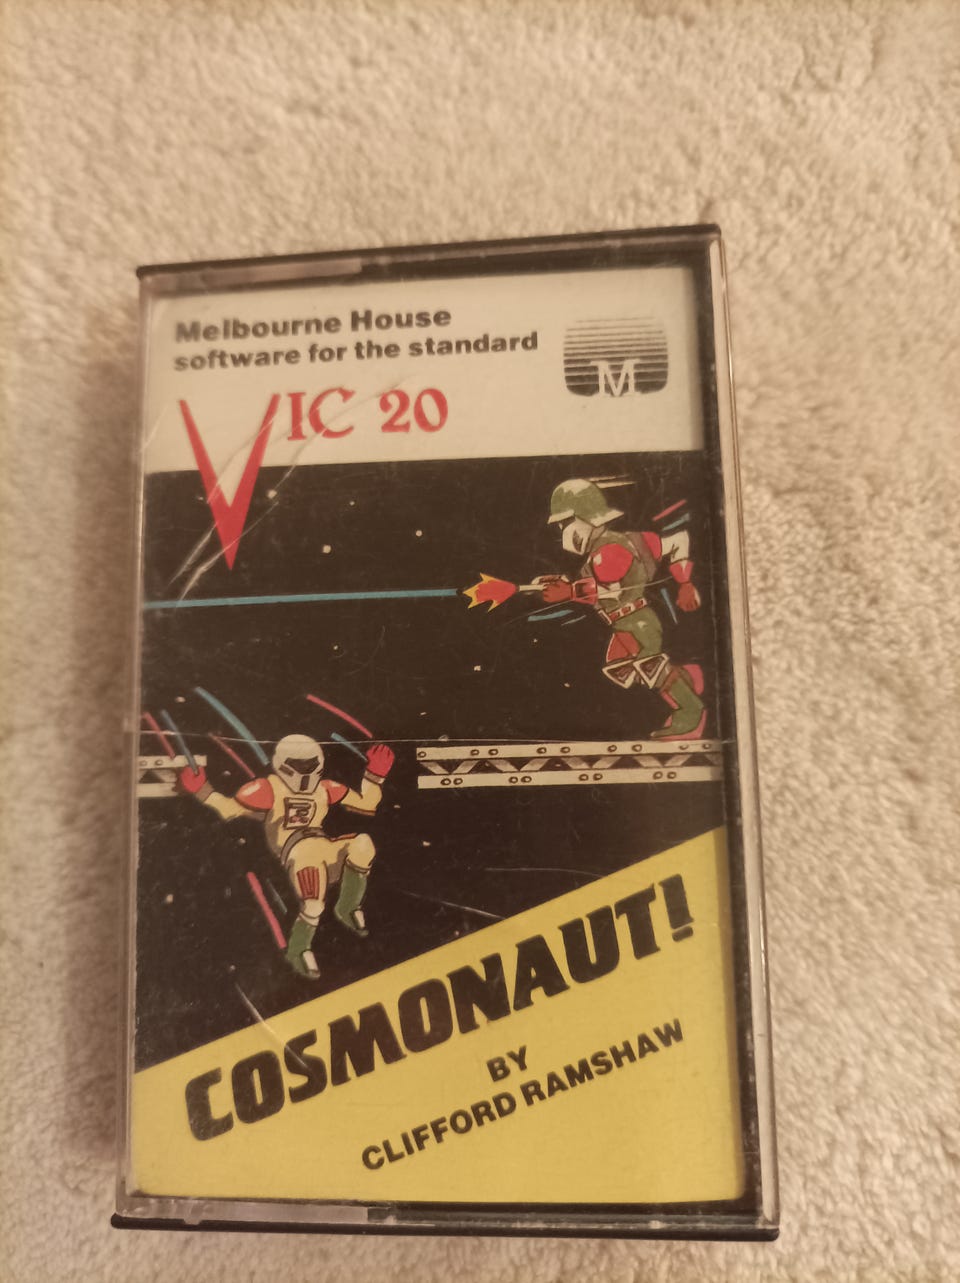 Melbourne House
software for the standard
M
VIC 20
COSMONAUT!
BY
CLIFFORD RAMSHAW